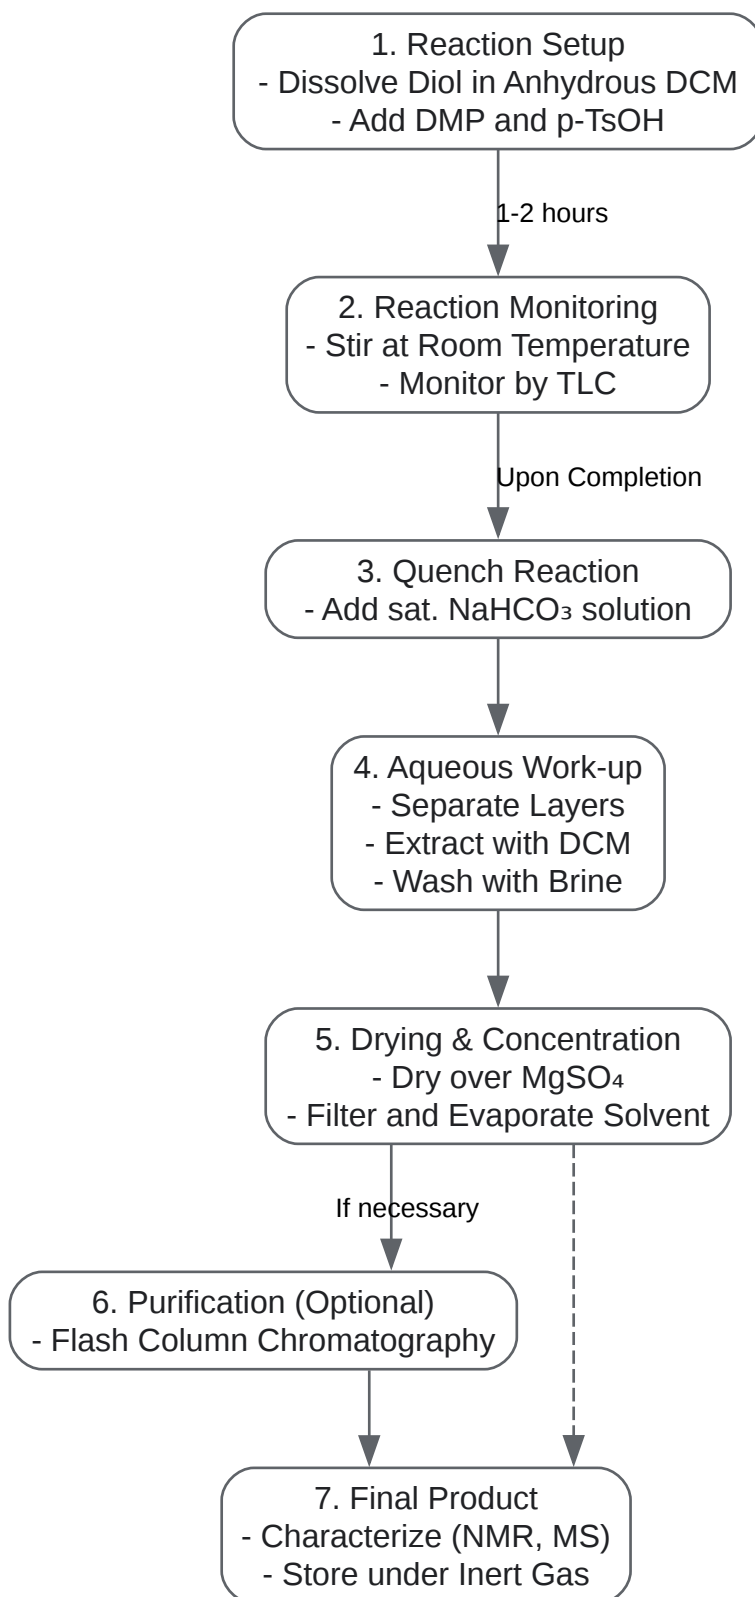 1. Reaction Setup
- Dissolve Diol in Anhydrous DCM
- Add DMP and p-TsOH
1-2 hours
2. Reaction Monitoring
- Stir at Room Temperature
- Monitor by TLC
Upon Completion
3. Quench Reaction
- Add sat. NaHCO₃ solution
4. Aqueous Work-up
- Separate Layers
- Extract with DCM
- Wash with Brine
5. Drying & Concentration
- Dry over MgSO₄
- Filter and Evaporate Solvent
If necessary
6. Purification (Optional)
- Flash Column Chromatography
7. Final Product
- Characterize (NMR, MS)
- Store under Inert Gas